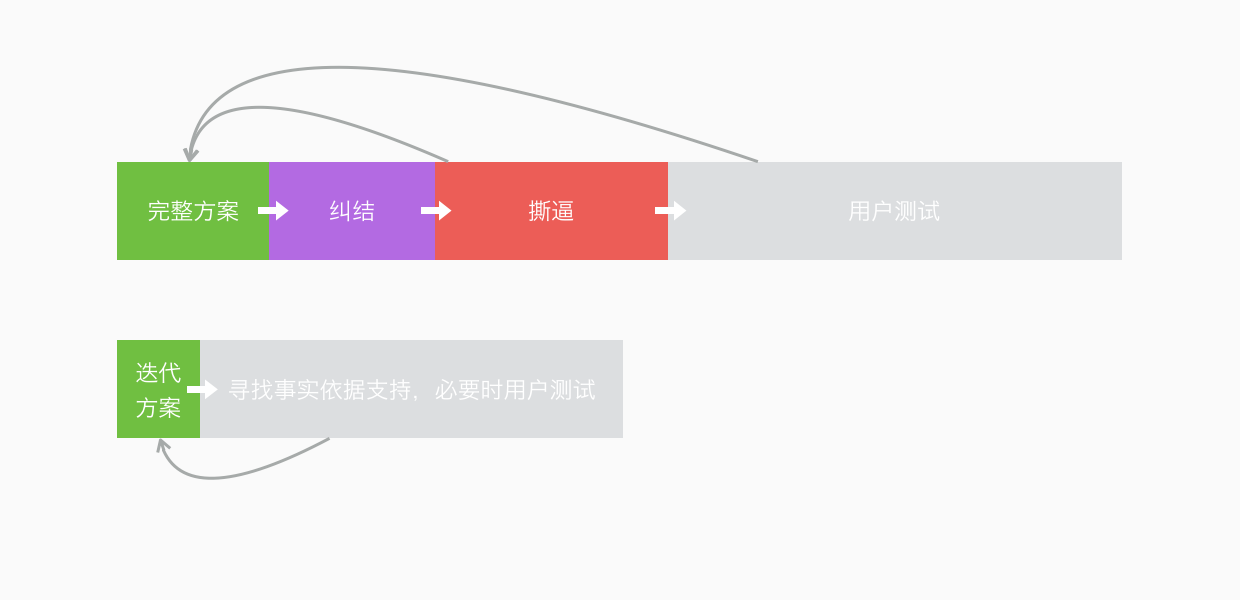 完整方案
纠结
撕逼
用户测试
迭代
方案
寻找事实依据支持，必要时用户测试